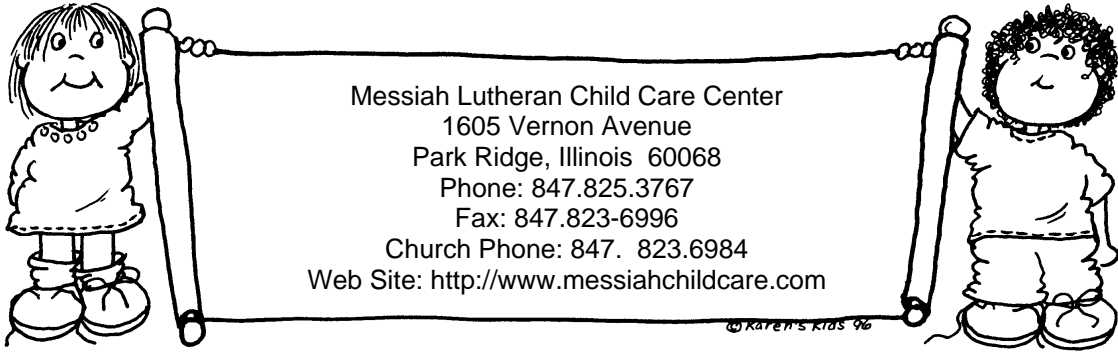 Messiah Lutheran Child Care Center
1605 Vernon Avenue
Park Ridge, Illinois  60068
Phone: 847.825.3767
Fax: 847.823-6996
Church Phone: 847.  823.6984
Web Site: http://www.messiahchildcare.com
© Karen's Kids 96